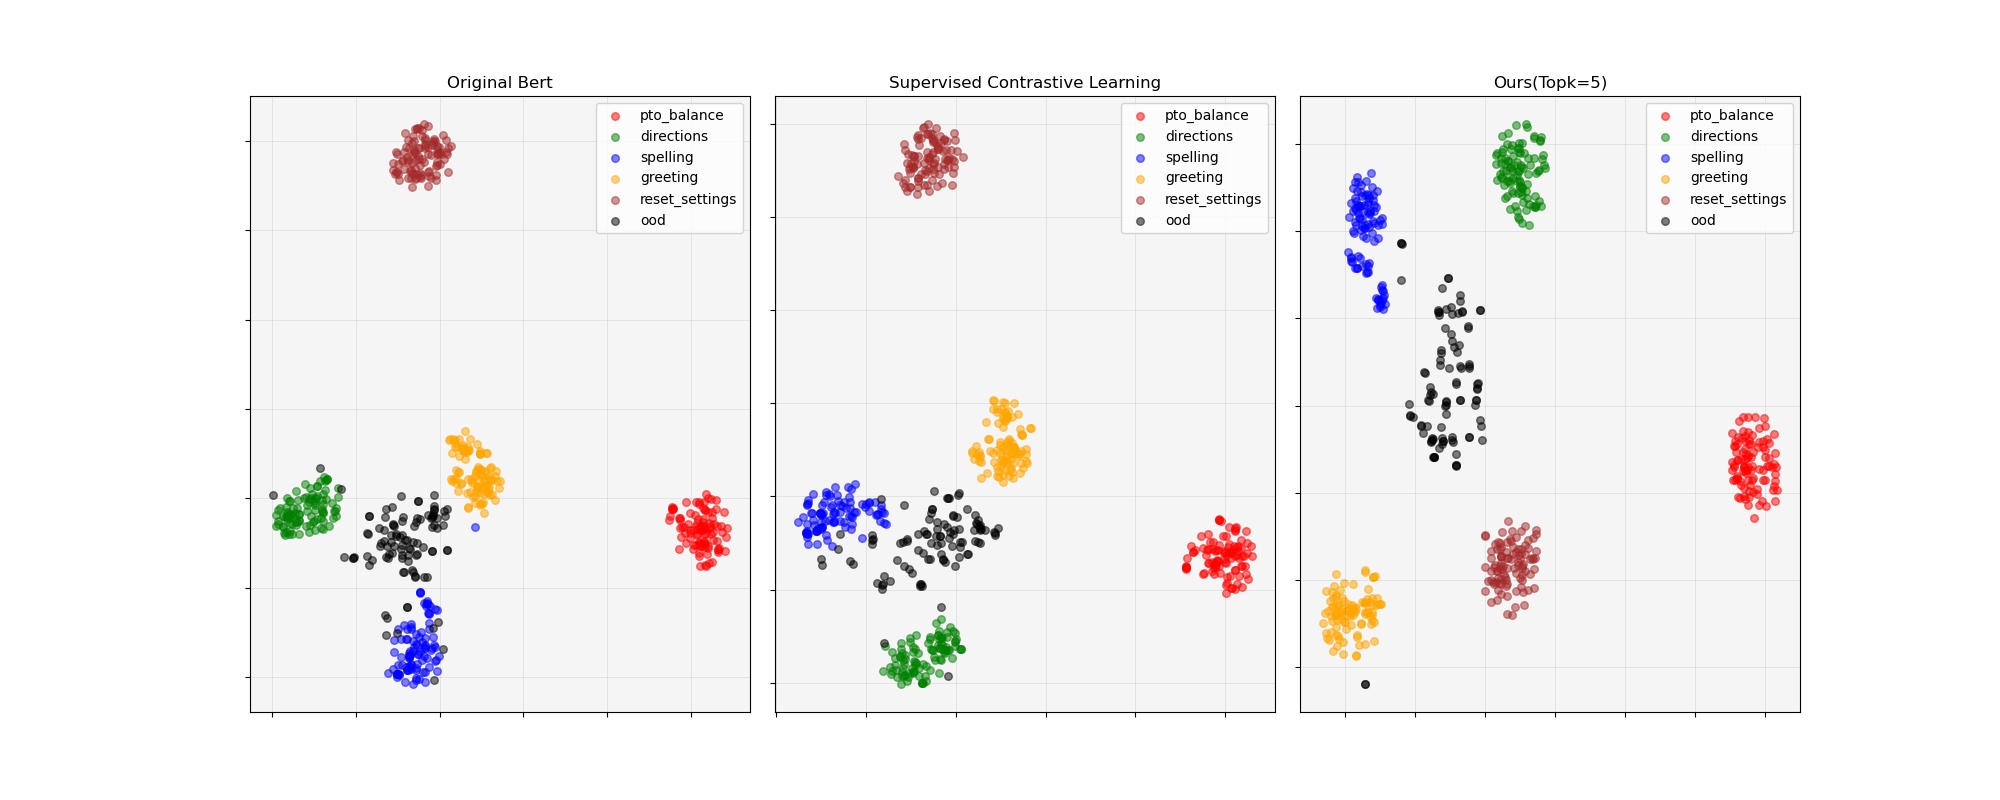 Original Bert
pto_balance
directions
spelling
greeting
reset_settings
ood
Supervised Contrastive Learning
pto_balance
directions
spelling
greeting
reset_settings
ood
Ours(Topk=5)
pto_balance
directions
spelling
greeting
reset_settings
ood